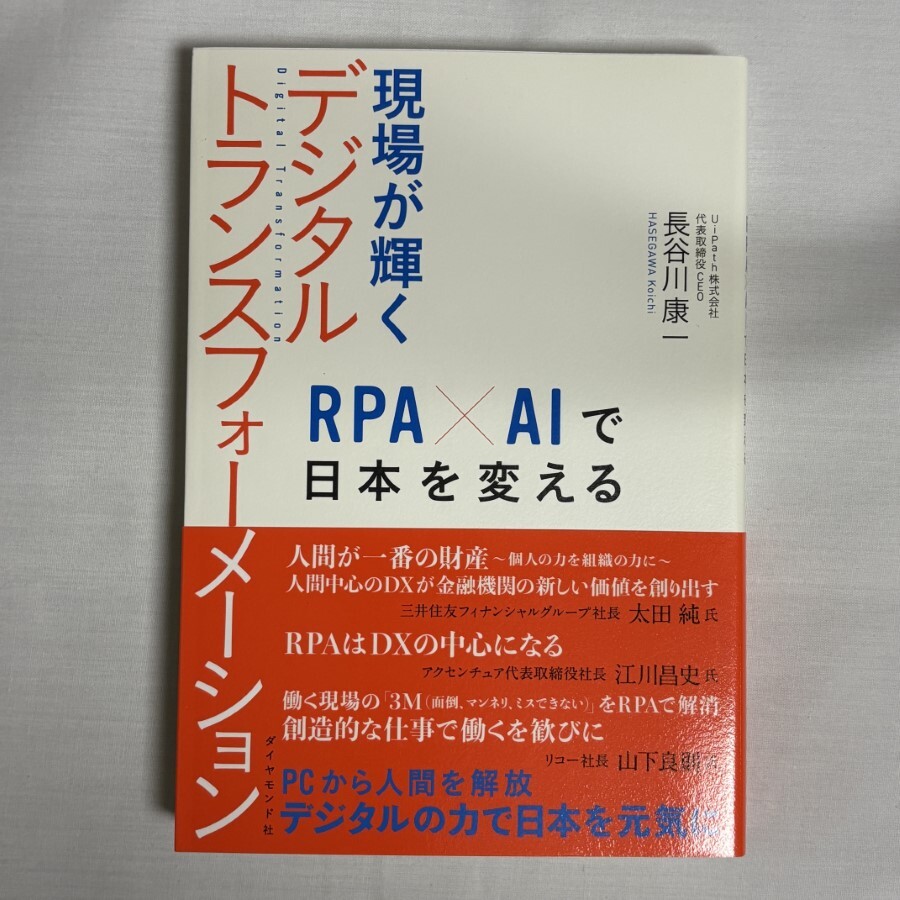 現場が輝く
デジタル
Digital Transformation
トランスフォーメーション
UiPath株式会社
代表取締役CEO
長谷川 康一
HASEGAWA Koichi
RPA×AIで
日本を変える
人間が一番の財産 ～個人の力を組織の力に～
人間中心のDXが金融機関の新しい価値を創り出す
三井住友フィナンシャルグループ社長 太田 純氏
RPAはDXの中心になる
アクセンチュア代表取締役社長 江川昌史氏
働く現場の「3M(面倒、マンネリ、ミスできない)」をRPAで解消
創造的な仕事で働くを歓びに
リコー社長 山下良則氏
PCから人間を解放
デジタルの力で日本を元気に
ダイヤモンド社